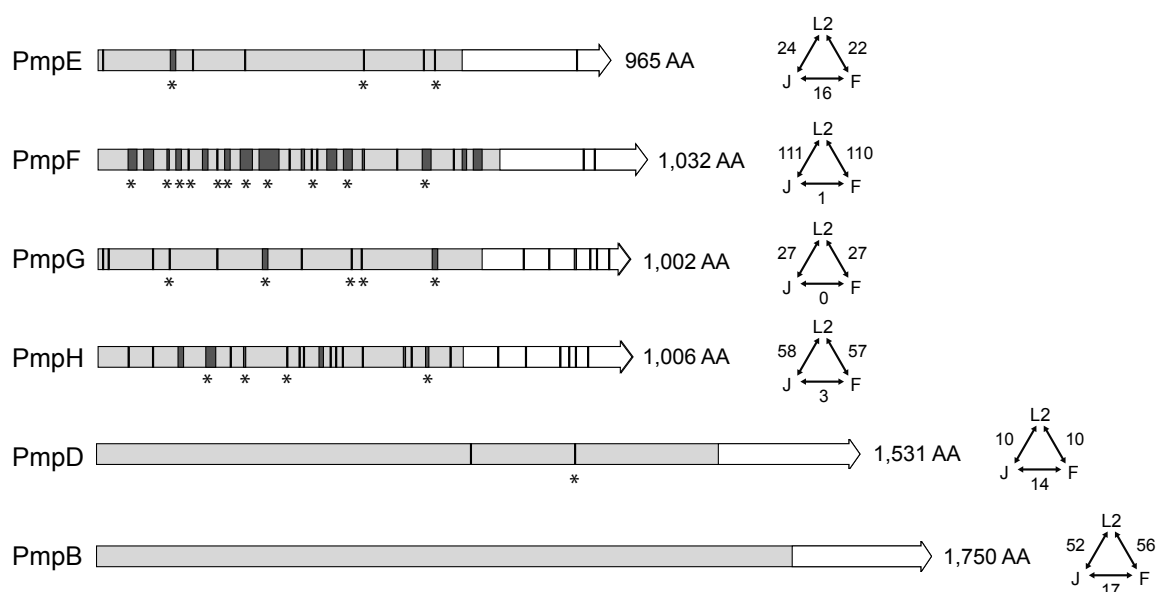 PmpE
965 AA
L2
24
22
J
F
16
* * *
PmpF
1,032 AA
L2
111
110
J
F
1
* * * * * * * * * * * *
PmpG
1,002 AA
L2
27
27
J
F
0
* * * * *
PmpH
1,006 AA
L2
58
57
J
F
3
* * * *
PmpD
1,531 AA
L2
10
10
J
F
14
*
PmpB
1,750 AA
L2
52
56
J
F
17